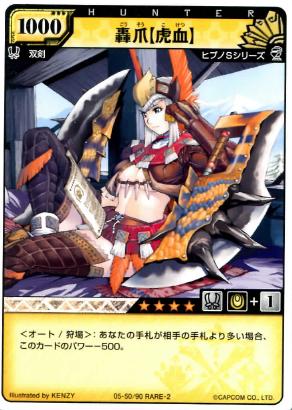 HUNTER
1000
ごうそう こけつ
轟爪【虎血】
双剣
ヒプノSシリーズ
+1
<オート / 狩場>：あなたの手札が相手の手札より多い場合、
このカードのパワー−500。
Illustrated by KENZY
05-50/90 RARE-2
©CAPCOM CO., LTD.